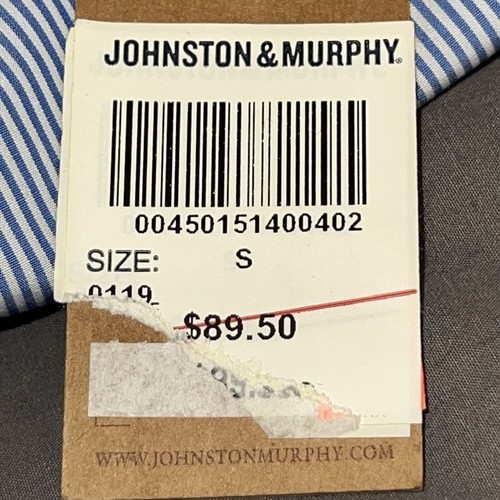 JOHNSTON & MURPHY®
00450151400402
SIZE: S
0119
$89.50
WWW.JOHNSTONMURPHY.COM